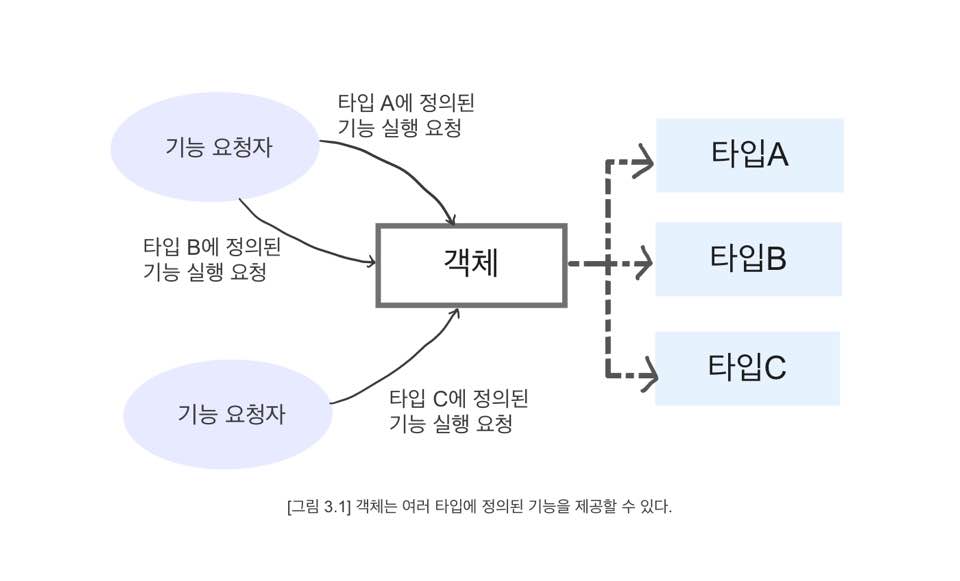 타입 A에 정의된
기능 실행 요청
기능 요청자
타입A
타입 B에 정의된
기능 실행 요청
객체
타입B
타입C
기능 요청자
타입 C에 정의된
기능 실행 요청
[그림 3.1] 객체는 여러 타입에 정의된 기능을 제공할 수 있다.